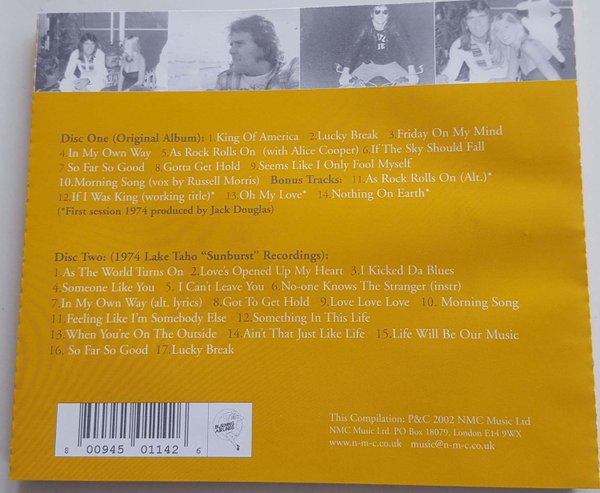 Disc One (Original Album): 1.King Of America 2.Lucky Break 3.Friday On My Mind
4.In My Own Way 5.As Rock Rolls On (with Alice Cooper) 6.If The Sky Should Fall
7.So Far So Good 8.Gotta Get Hold 9.Seems Like I Only Fool Myself
10.Morning Song (vox by Russell Morris) Bonus Tracks: 11.As Rock Rolls On (Alt.)*
12.If I Was King (working title)* 13.Oh My Love* 14.Nothing On Earth*
(*First session 1974 produced by Jack Douglas)
Disc Two: (1974 Lake Taho “Sunburst” Recordings):
1.As The World Turns On 2.Love's Opened Up My Heart 3.I Kicked Da Blues
4.Someone Like You 5. I Can't Leave You 6.No-one Knows The Stranger (instr)
7.In My Own Way (alt. lyrics) 8.Got To Get Hold 9.Love Love Love 10. Morning Song
11.Feeling Like I'm Somebody Else 12.Something In This Life
13.When You're On The Outside 14.Ain't That Just Like Life 15.Life Will Be Our Music
16. So Far So Good 17.Lucky Break
8 00945 01142 6
This Compilation: P&C 2002 NMC Music Ltd
NMC Music Ltd. PO Box 18079, London E14 9WX
www.n-m-c.co.uk music@n-m-c.co.uk